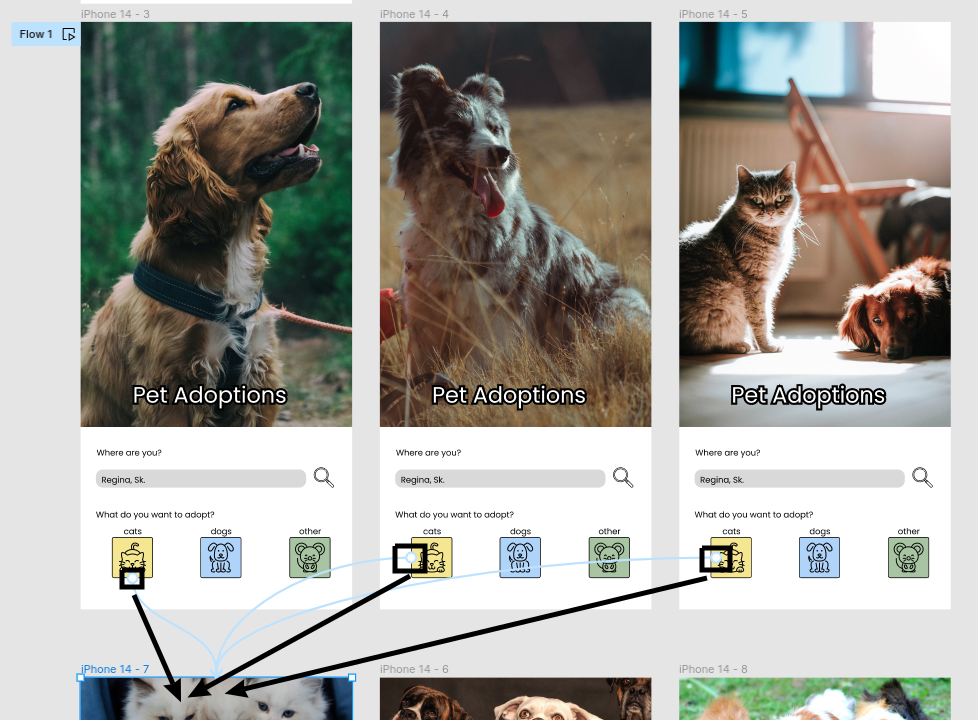 iPhone 14 - 3
iPhone 14 - 4
iPhone 14 - 5
Flow 1
Pet Adoptions
Pet Adoptions
Pet Adoptions
Where are you?
Where are you?
Where are you?
Regina, Sk.
Regina, Sk.
Regina, Sk.
What do you want to adopt?
What do you want to adopt?
What do you want to adopt?
cats dogs other
cats dogs other
cats dogs other
iPhone 14 - 7
iPhone 14 - 6
iPhone 14 - 8